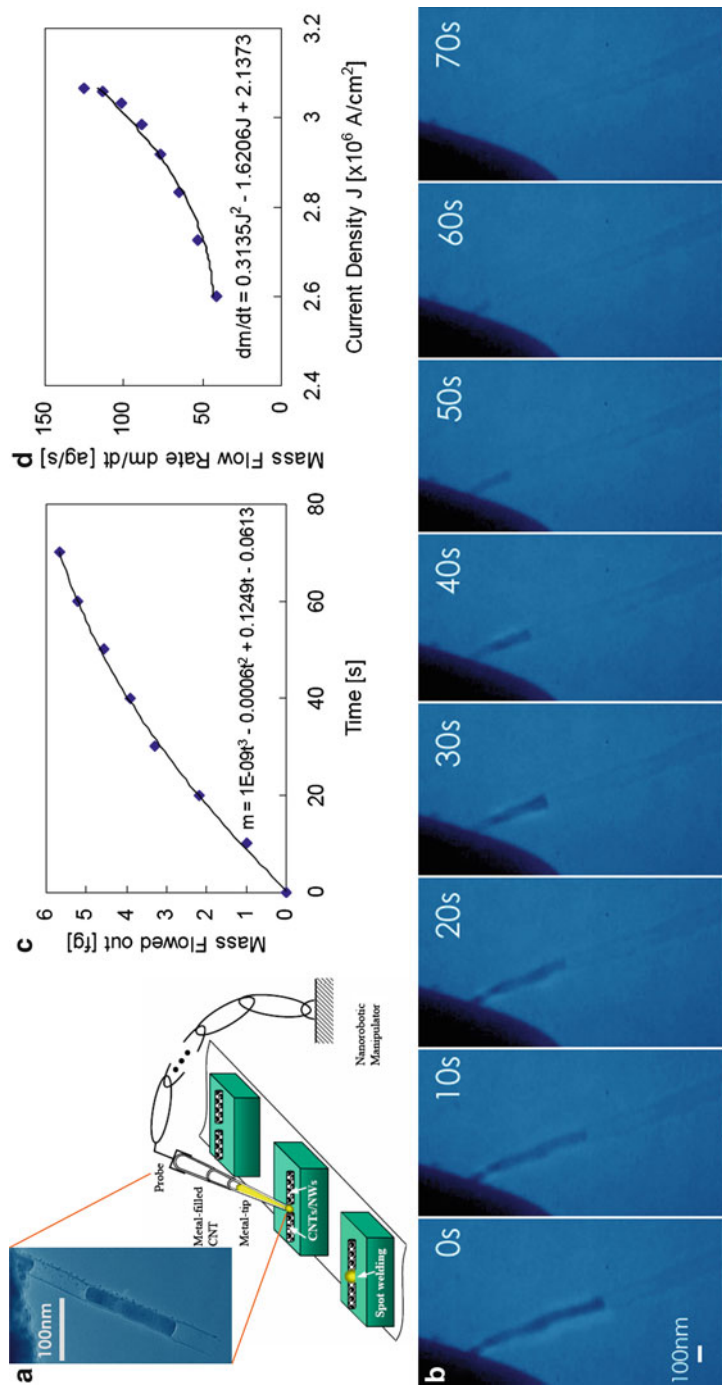 a
100nm
Probe
Metal-filled
CNT
Metal-tip
CNTs/NWs
Spot welding
Nanorobotic
Manipulator
c
Mass Flowed out [fg]
6
5
4
3
2
1
0
m = 1E-09t³ - 0.0006t² + 0.1249t - 0.0613
0
20
40
60
80
Time [s]
d
Mass Flow Rate dm/dt [ag/s]
150
100
50
0
dm/dt = 0.3135J² - 1.6206J + 2.1373
2.4
2.6
2.8
3
3.2
Current Density J [x10⁶ A/cm²]
b
100nm
0s
10s
20s
30s
40s
50s
60s
70s